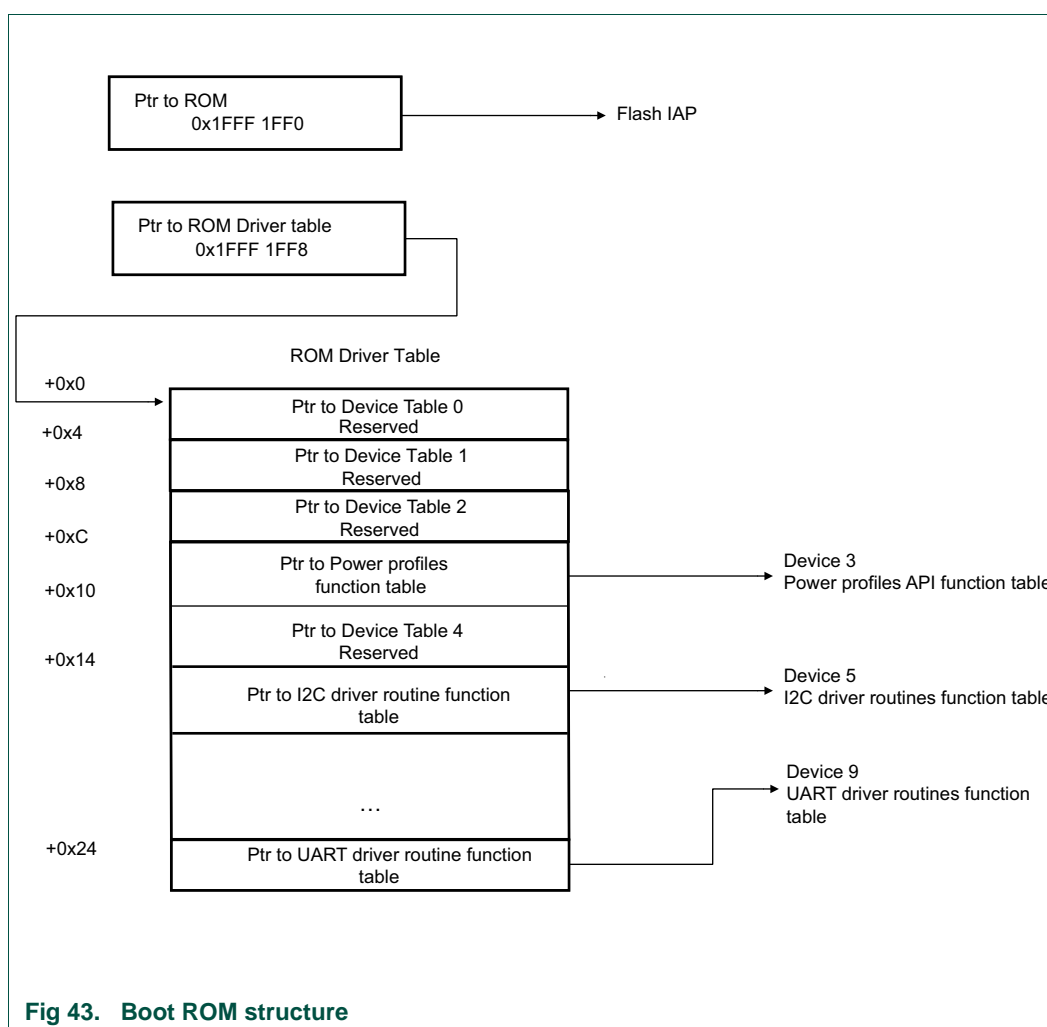 Ptr to ROM
0x1FFF 1FF0
Flash IAP
Ptr to ROM Driver table
0x1FFF 1FF8
ROM Driver Table
+0x0
Ptr to Device Table 0
Reserved
+0x4
Ptr to Device Table 1
Reserved
+0x8
Ptr to Device Table 2
Reserved
+0xC
Ptr to Power profiles
function table
Device 3
Power profiles API function table
+0x10
Ptr to Device Table 4
Reserved
+0x14
Ptr to I2C driver routine function
table
Device 5
I2C driver routines function table
...
Device 9
UART driver routines function
table
+0x24
Ptr to UART driver routine function
table
Fig 43. Boot ROM structure